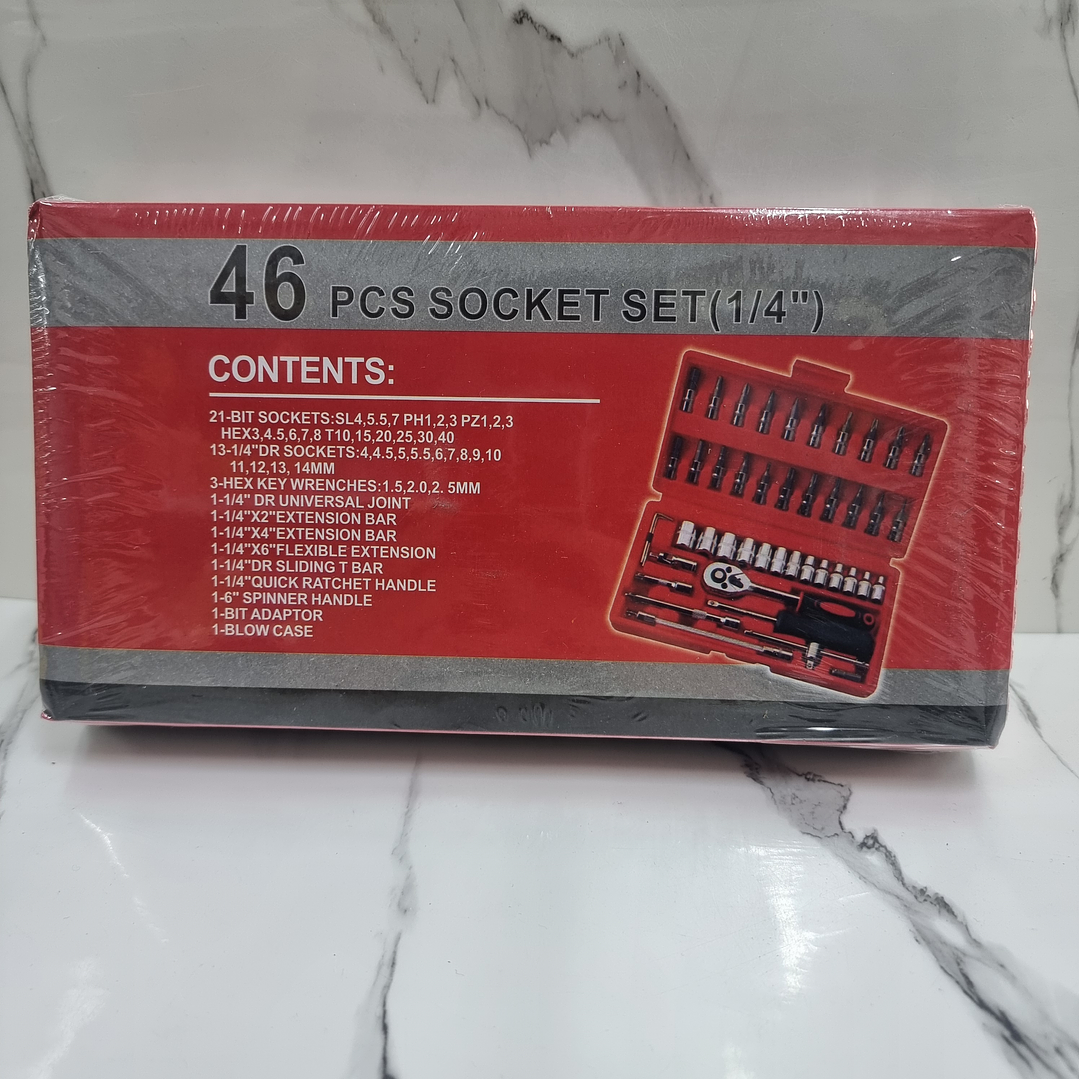 46 PCS SOCKET SET(1/4")
CONTENTS:
21-BIT SOCKETS:SL4,5.5,7 PH1,2,3 PZ1,2,3
HEX3,4.5,6,7,8 T10,15,20,25,30,40
13-1/4"DR SOCKETS:4,4.5,5,5.5,6,7,8,9,10
11,12,13, 14MM
3-HEX KEY WRENCHES:1.5,2.0,2. 5MM
1-1/4" DR UNIVERSAL JOINT
1-1/4"X2"EXTENSION BAR
1-1/4"X4"EXTENSION BAR
1-1/4"X6"FLEXIBLE EXTENSION
1-1/4"DR SLIDING T BAR
1-1/4"QUICK RATCHET HANDLE
1-6" SPINNER HANDLE
1-BIT ADAPTOR
1-BLOW CASE